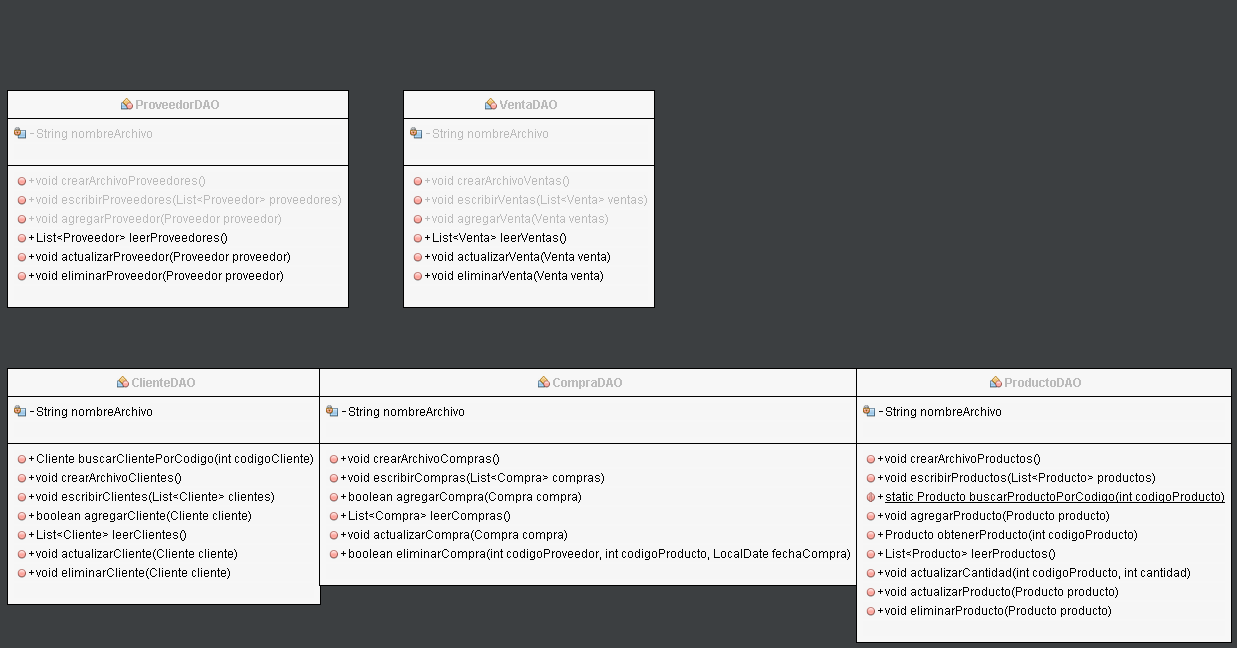 ProveedorDAO
- String nombreArchivo
+void crearArchivoProveedores()
+void escribirProveedores(List<Proveedor> proveedores)
+void agregarProveedor(Proveedor proveedor)
+List<Proveedor> leerProveedores()
+void actualizarProveedor(Proveedor proveedor)
+void eliminarProveedor(Proveedor proveedor)
VentaDAO
- String nombreArchivo
+void crearArchivoVentas()
+void escribirVentas(List<Venta> ventas)
+void agregarVenta(Venta ventas)
+List<Venta> leerVentas()
+void actualizarVenta(Venta venta)
+void eliminarVenta(Venta venta)
ClienteDAO
- String nombreArchivo
+Cliente buscarClientePorCodigo(int codigoCliente)
+void crearArchivoClientes()
+void escribirClientes(List<Cliente> clientes)
+boolean agregarCliente(Cliente cliente)
+List<Cliente> leerClientes()
+void actualizarCliente(Cliente cliente)
+void eliminarCliente(Cliente cliente)
CompraDAO
- String nombreArchivo
+void crearArchivoCompras()
+void escribirCompras(List<Compra> compras)
+boolean agregarCompra(Compra compra)
+List<Compra> leerCompras()
+void actualizarCompra(Compra compra)
+boolean eliminarCompra(int codigoProveedor, int codigoProducto, LocalDate fechaCompra)
ProductoDAO
- String nombreArchivo
+void crearArchivoProductos()
+void escribirProductos(List<Producto> productos)
+static Producto buscarProductoPorCodigo(int codigoProducto)
+void agregarProducto(Producto producto)
+Producto obtenerProducto(int codigoProducto)
+List<Producto> leerProductos()
+void actualizarCantidad(int codigoProducto, int cantidad)
+void actualizarProducto(Producto producto)
+void eliminarProducto(Producto producto)